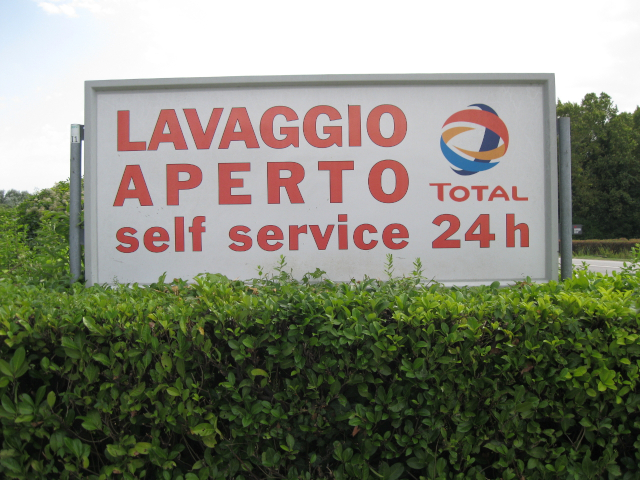 LAVAGGIO
APERTO
TOTAL
self service 24h